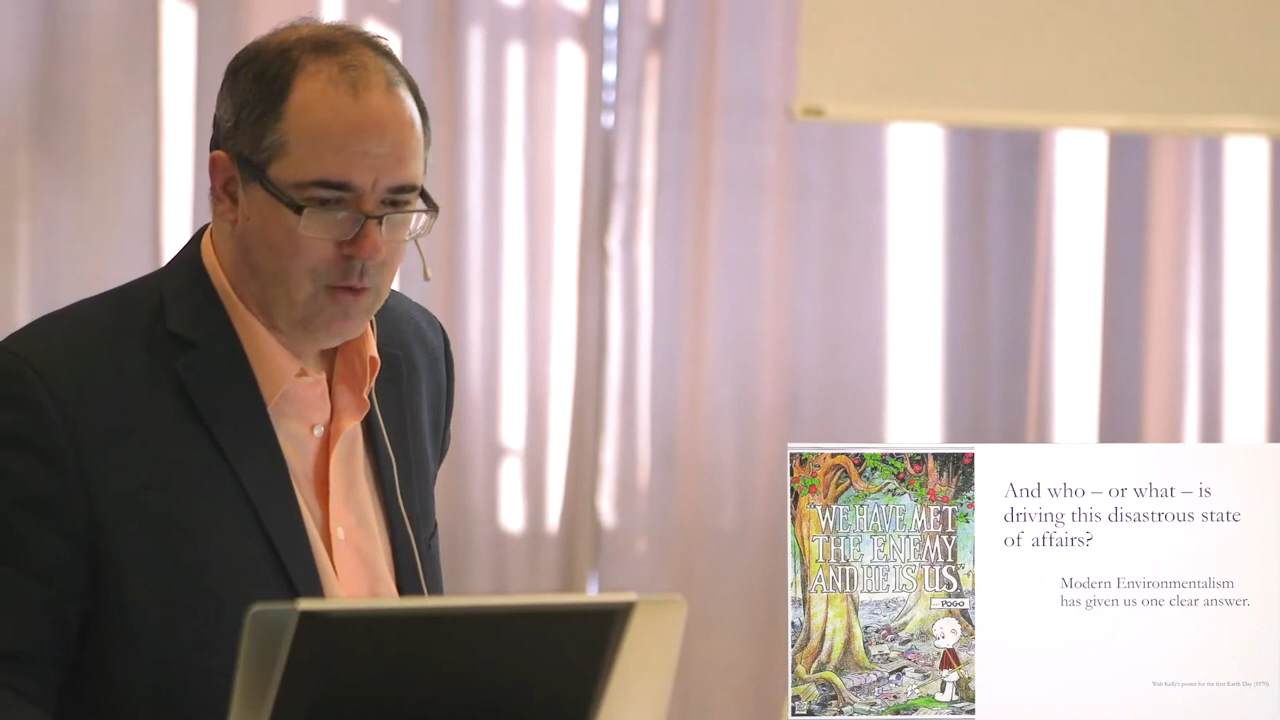 "WE HAVE MET
THE ENEMY
AND HE IS US"
POGO
And who – or what – is
driving this disastrous state
of affairs?
Modern Environmentalism
has given us one clear answer.
Walt Kelly's poster for the first Earth Day (1970).